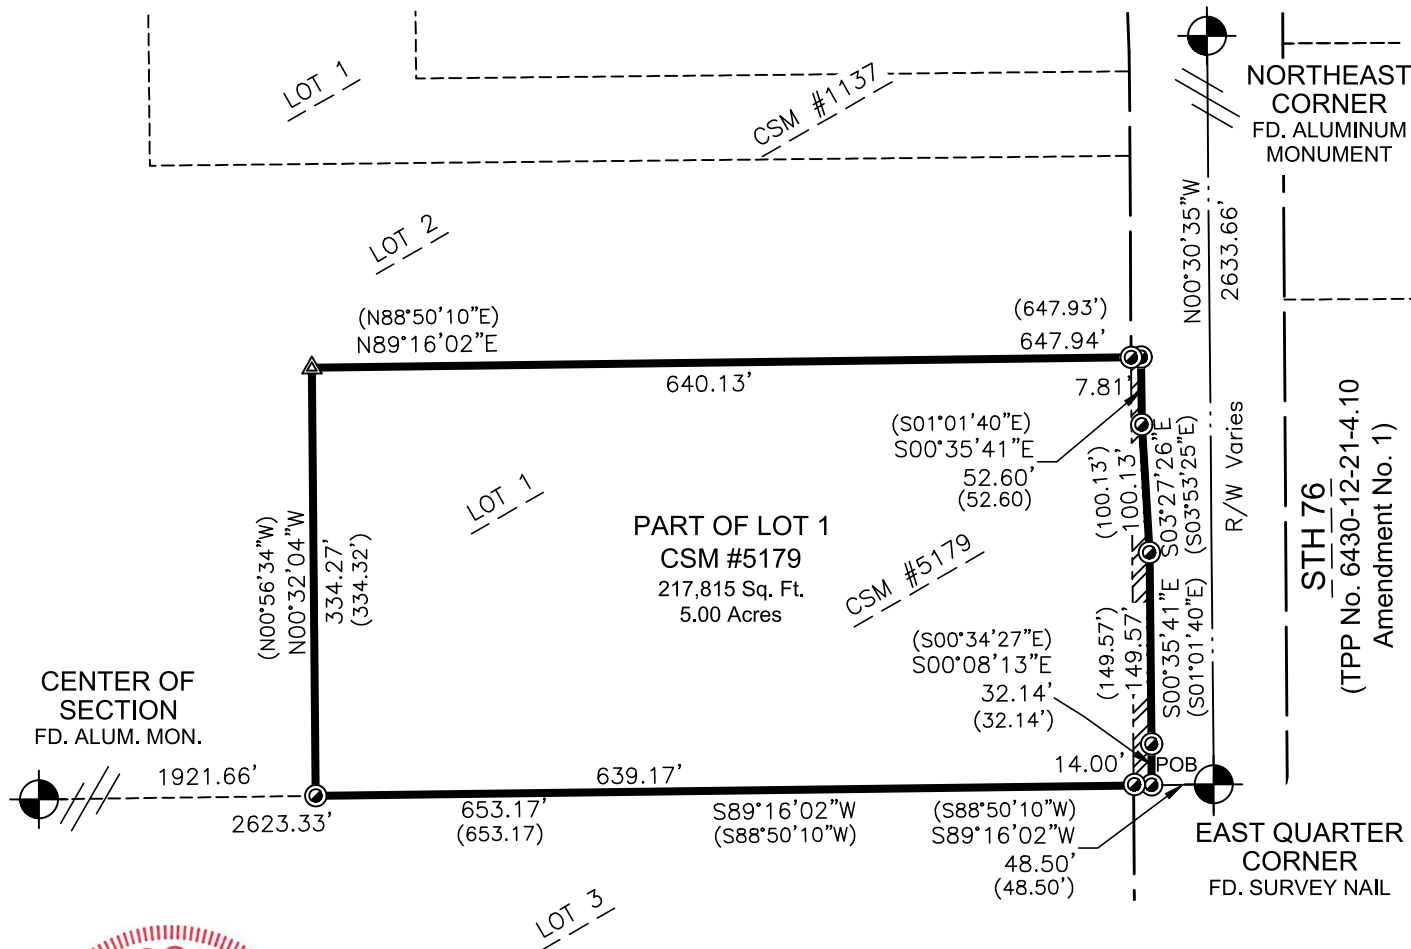 LOT 1
CSM #1137
NORTHEAST
CORNER
FD. ALUMINUM
MONUMENT
N00°30'35"W
2633.66'
LOT 2
(N88°50'10"E)
N89°16'02"E
(647.93')
647.94'
640.13'
7.81'
(S01°01'40"E)
S00°35'41"E
52.60'
(52.60)
(100.13')
100.13'
S03°27'26"E
(S03°53'25"E)
R/W Varies
STH 76
(TPP No. 6430-12-21-4.10
Amendment No. 1)
LOT 1
PART OF LOT 1
CSM #5179
217,815 Sq. Ft.
5.00 Acres
CSM #5179
(N00°56'34"W)
N00°32'04"W
334.27'
(334.32')
(S00°34'27"E)
S00°08'13"E
32.14'
(32.14')
(149.57')
149.57'
S00°35'41"E
(S01°01'40"E)
CENTER OF
SECTION
FD. ALUM. MON.
1921.66'
2623.33'
639.17'
14.00'
POB
653.17'
(653.17)
S89°16'02"W
(S88°50'10"W)
(S88°50'10"W)
S89°16'02"W
48.50'
(48.50')
EAST QUARTER
CORNER
FD. SURVEY NAIL
LOT 3